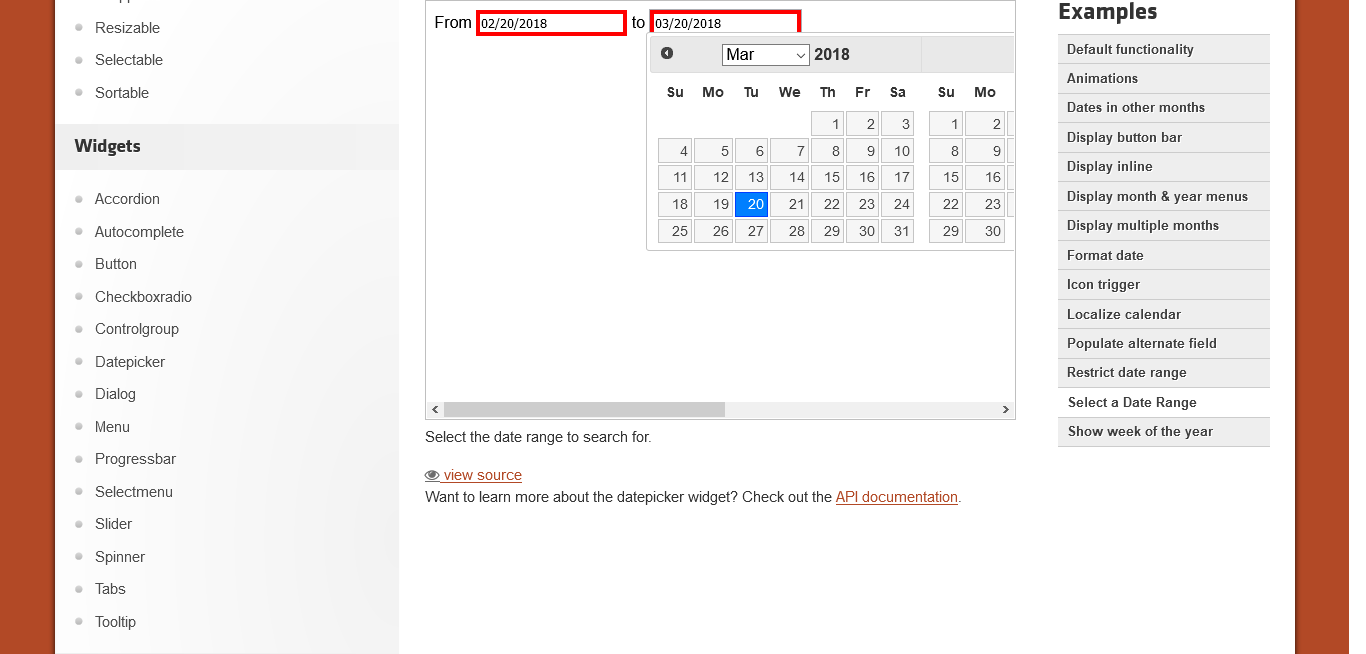 Resizable
Selectable
Sortable
Widgets
Accordion
Autocomplete
Button
Checkboxradio
Controlgroup
Datepicker
Dialog
Menu
Progressbar
Selectmenu
Slider
Spinner
Tabs
Tooltip
From 02/20/2018 to 03/20/2018
Mar 2018
Su Mo Tu We Th Fr Sa Su Mo
1 2 3 1 2
4 5 6 7 8 9 10 8 9
11 12 13 14 15 16 17 15 16
18 19 20 21 22 23 24 22 23
25 26 27 28 29 30 31 29 30
Select the date range to search for.
view source
Want to learn more about the datepicker widget? Check out the API documentation.
Examples
Default functionality
Animations
Dates in other months
Display button bar
Display inline
Display month & year menus
Display multiple months
Format date
Icon trigger
Localize calendar
Populate alternate field
Restrict date range
Select a Date Range
Show week of the year